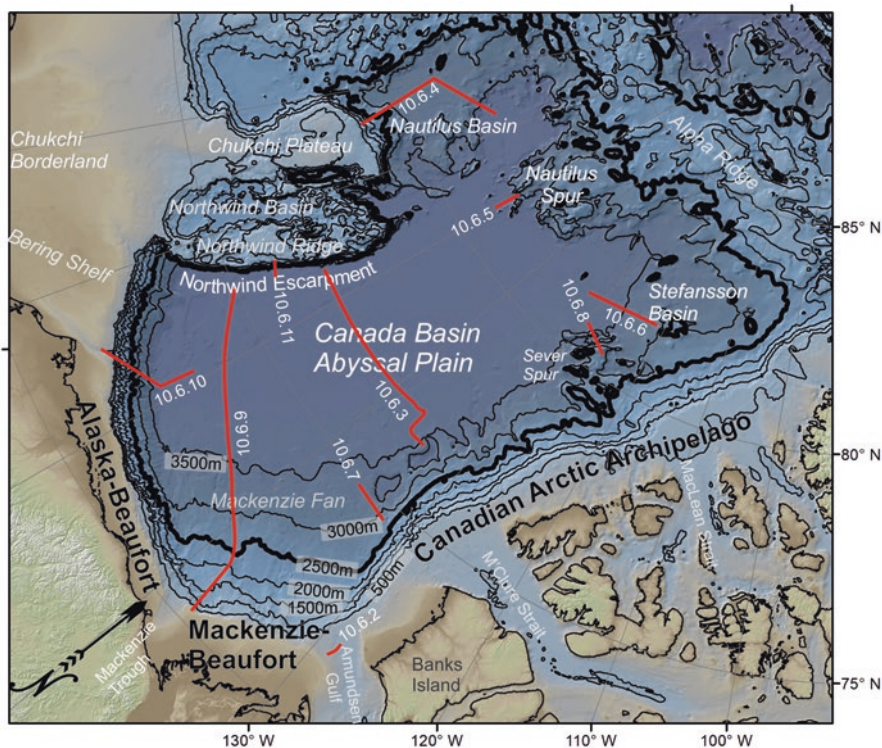 Chukchi
Borderland
Chukchi Plateau
10.6.4
Nautilus Basin
Alpha Ridge
Nautilus
Spur
Northwind Basin
10.6.5
85° N
Bering Shelf
Northwind Ridge
Northwind Escarpment
10.6.11
Stefansson
Basin
10.6.8
10.6.6
Canada Basin
Abyssal Plain
Sever
Spur
10.6.10
10.6.3
10.6.9
Alaska-Beaufort
3500m
10.6.7
80° N
Mackenzie Fan
3000m
Canadian Arctic Archipelago
MacLean Strait
2500m
2000m
1500m
500m
M'Clure Strait
10.6.2
Mackenzie-
Beaufort
Mackenzie
Trough
N
Amundsen
Gulf
Banks
Island
75° N
130° W
120° W
110° W
100° W